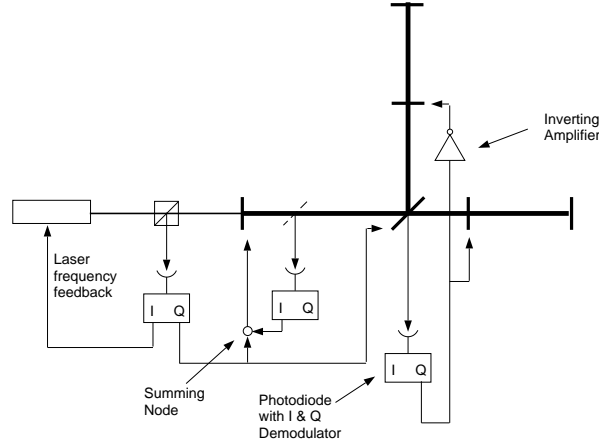 Inverting
Amplifier
Laser
frequency
feedback
I Q
I Q
Summing
Node
I Q
Photodiode
with I & Q
Demodulator